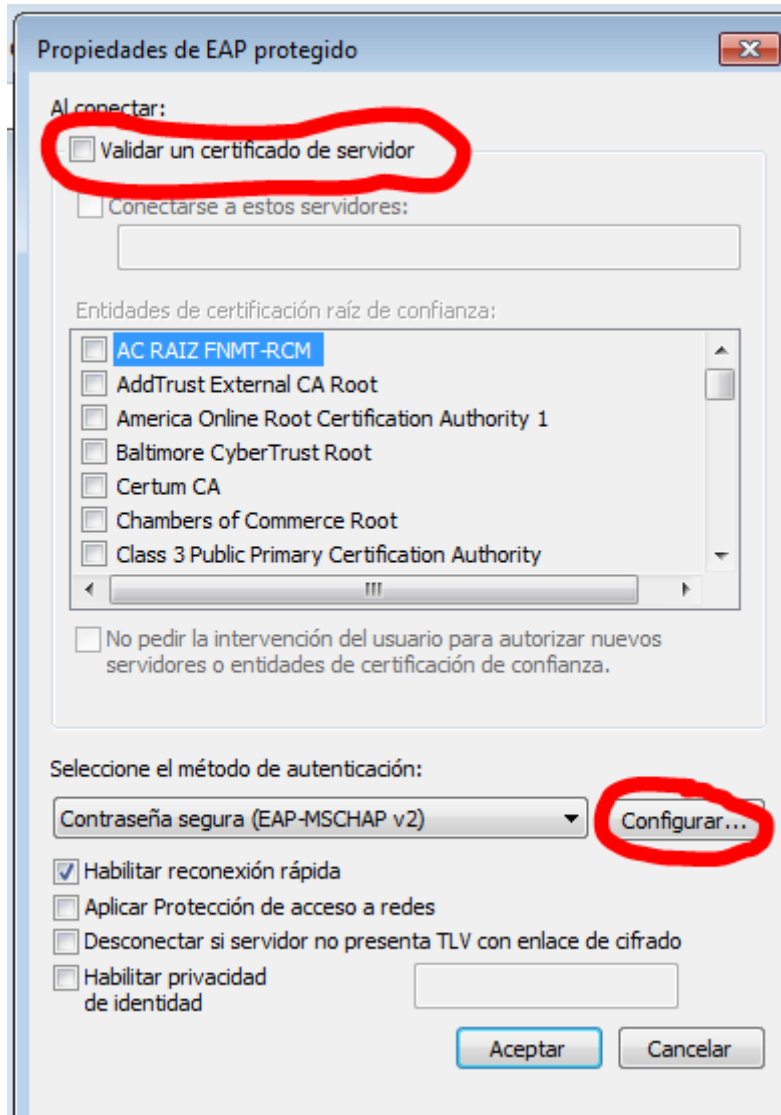 Propiedades de EAP protegido
Al conectar:
Validar un certificado de servidor
Conectarse a estos servidores:
Entidades de certificación raíz de confianza:
AC RAIZ FNMT-RCM
AddTrust External CA Root
America Online Root Certification Authority 1
Baltimore CyberTrust Root
Certum CA
Chambers of Commerce Root
Class 3 Public Primary Certification Authority
No pedir la intervención del usuario para autorizar nuevos
servidores o entidades de certificación de confianza.
Seleccione el método de autenticación:
Contraseña segura (EAP-MSCHAP v2)
Configurar...
Habilitar reconexión rápida
Aplicar Protección de acceso a redes
Desconectar si servidor no presenta TLV con enlace de cifrado
Habilitar privacidad
de identidad
Aceptar
Cancelar